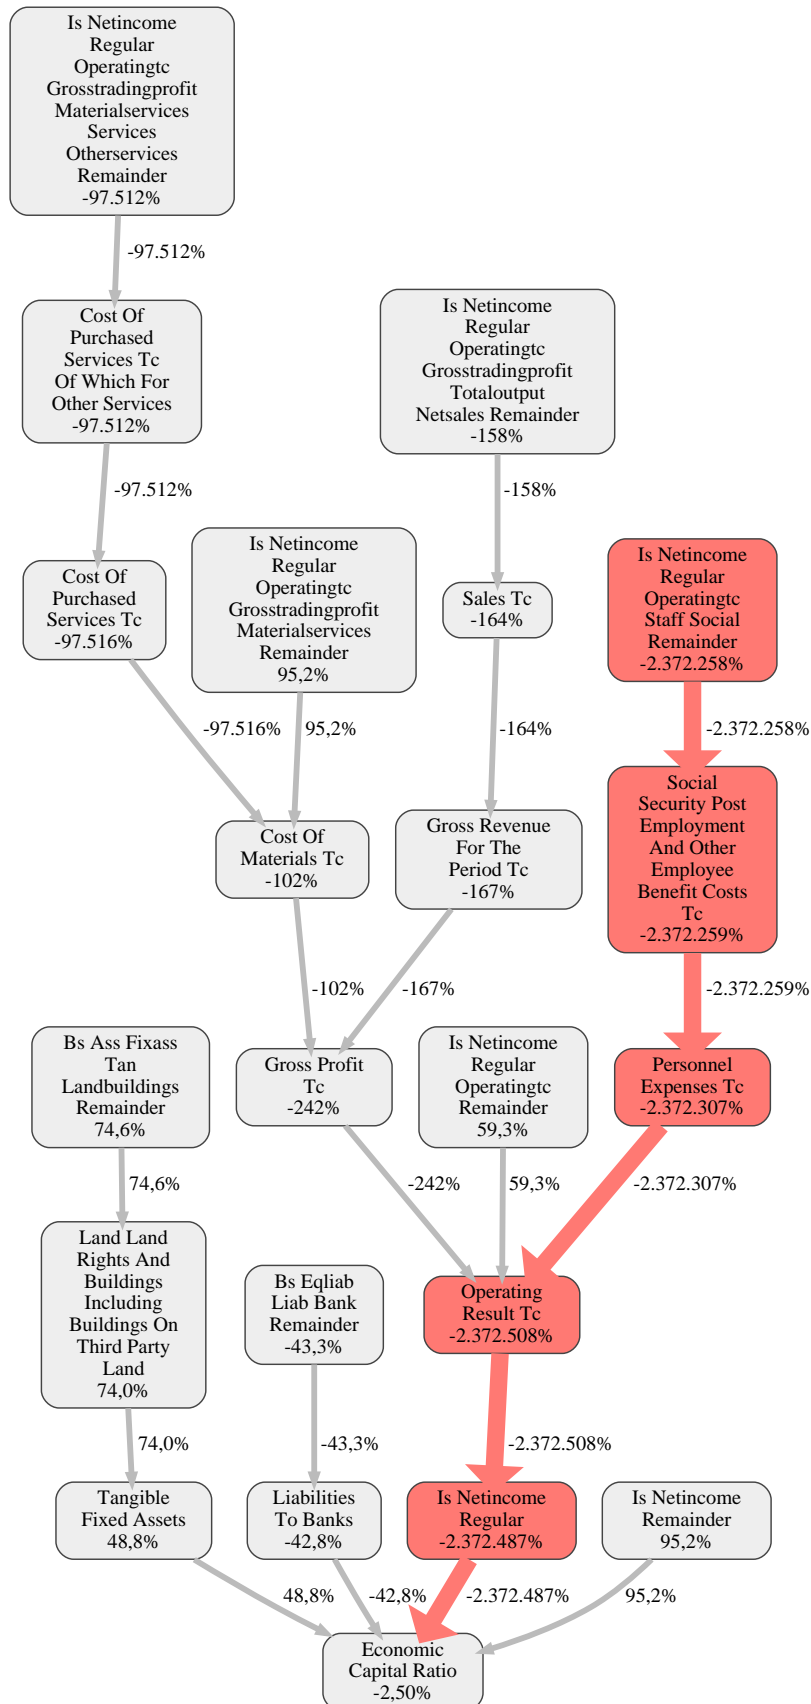 Is Netincome
Regular
Operatingtc
Grosstradingprofit
Materialservices
Services
Otherservices
Remainder
-97.512%
-97.512%
Cost Of
Purchased
Services Tc
Of Which For
Other Services
-97.512%
Is Netincome
Regular
Operatingtc
Grosstradingprofit
Totaloutput
Netsales Remainder
-158%
-97.512%
-158%
Cost Of
Purchased
Services Tc
-97.516%
Is Netincome
Regular
Operatingtc
Grosstradingprofit
Materialservices
Remainder
95,2%
Sales Tc
-164%
Is Netincome
Regular
Operatingtc
Staff Social
Remainder
-2.372.258%
-97.516%
95,2%
-164%
-2.372.258%
Cost Of
Materials Tc
-102%
Gross Revenue
For The
Period Tc
-167%
Social
Security Post
Employment
And Other
Employee
Benefit Costs
Tc
-2.372.259%
-102%
-167%
-2.372.259%
Bs Ass Fixass
Tan
Landbuildings
Remainder
74,6%
Gross Profit
Tc
-242%
Is Netincome
Regular
Operatingtc
Remainder
59,3%
Personnel
Expenses Tc
-2.372.307%
74,6%
-242%
59,3%
-2.372.307%
Land Land
Rights And
Buildings
Including
Buildings On
Third Party
Land
74,0%
Bs Eqliab
Liab Bank
Remainder
-43,3%
Operating
Result Tc
-2.372.508%
74,0%
-43,3%
-2.372.508%
Tangible
Fixed Assets
48,8%
Liabilities
To Banks
-42,8%
Is Netincome
Regular
-2.372.487%
Is Netincome
Remainder
95,2%
48,8%
-42,8%
-2.372.487%
95,2%
Economic
Capital Ratio
-2,50%